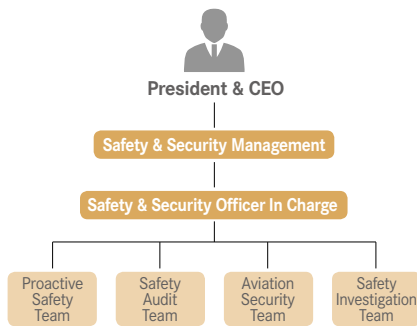 President & CEO
Safety & Security Management
Safety & Security Officer In Charge
Proactive
Safety
Team
Safety
Audit
Team
Aviation
Security
Team
Safety
Investigation
Team